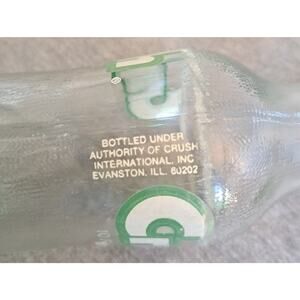 BOTTLED UNDER
AUTHORITY OF CRUSH
INTERNATIONAL, INC
EVANSTON, ILL. 60202